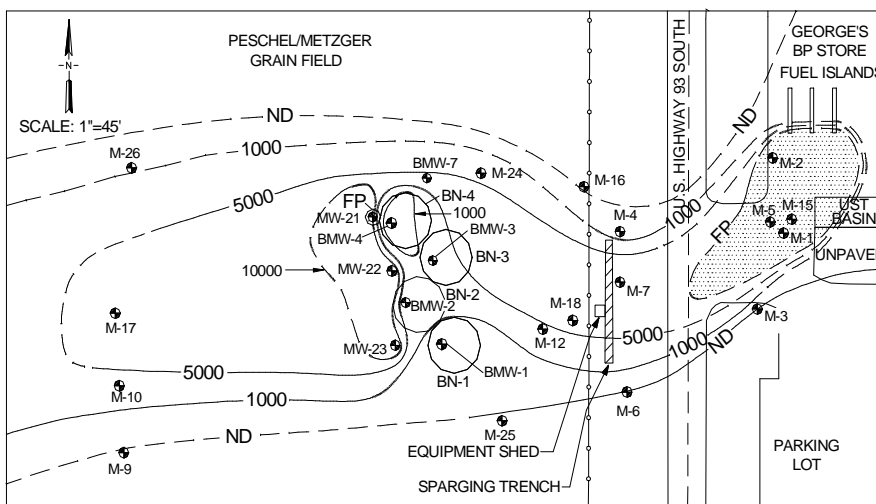 PESCHEL/METZGER
GRAIN FIELD
GEORGE'S
BP STORE
FUEL ISLANDS
N
SCALE: 1"=45'
ND
1000
5000
M-26
BMW-7
M-24
M-16
U.S. HIGHWAY 93 SOUTH
ND
1000
M-2
FP
BN-4
1000
MW-21
BMW-4
BMW-3
BN-3
M-4
M-5
M-15
M-1
FP
UST
BASIN
UNPAVED
10000
MW-22
BN-2
BMW-2
M-7
M-17
M-18
M-12
5000
1000
ND
M-3
MW-23
BMW-1
BN-1
5000
M-10
1000
M-6
ND
M-25
M-9
EQUIPMENT SHED
SPARGING TRENCH
PARKING
LOT